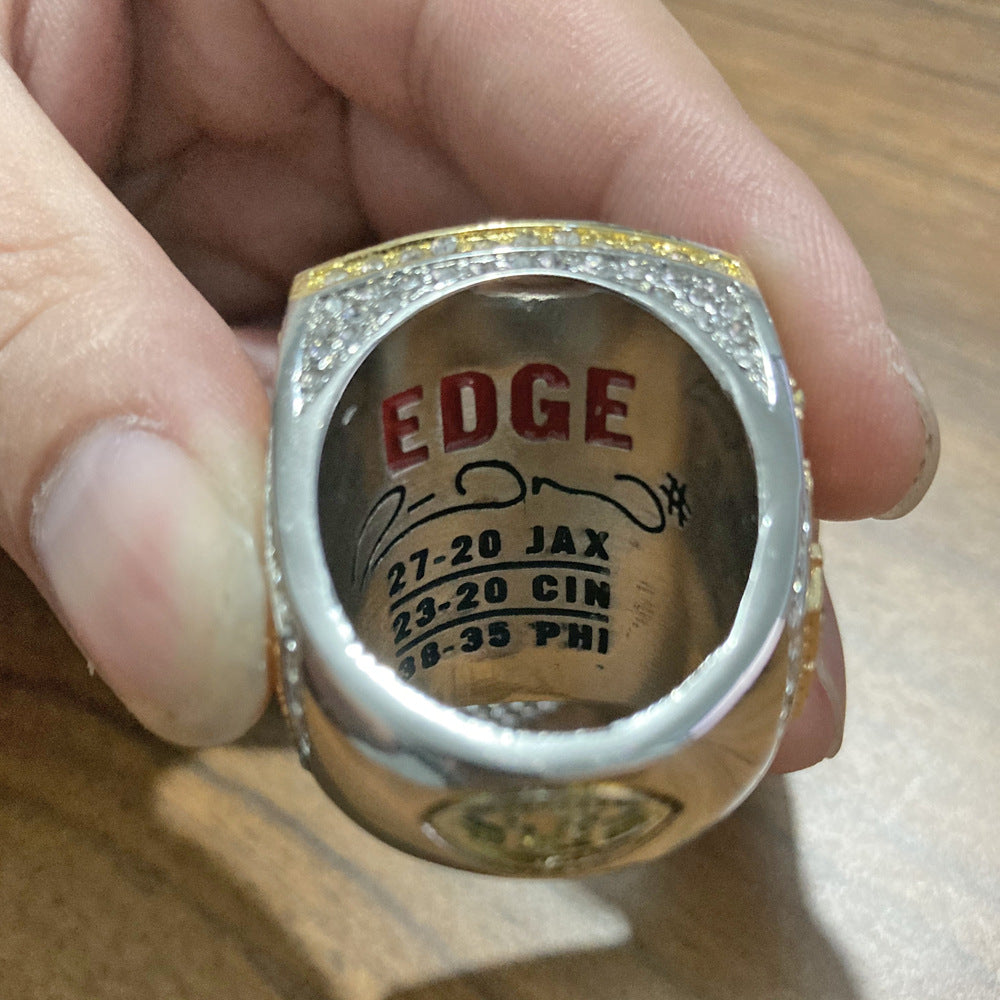 EDGE
27-20 JAX
23-20 CIN
38-35 PHI